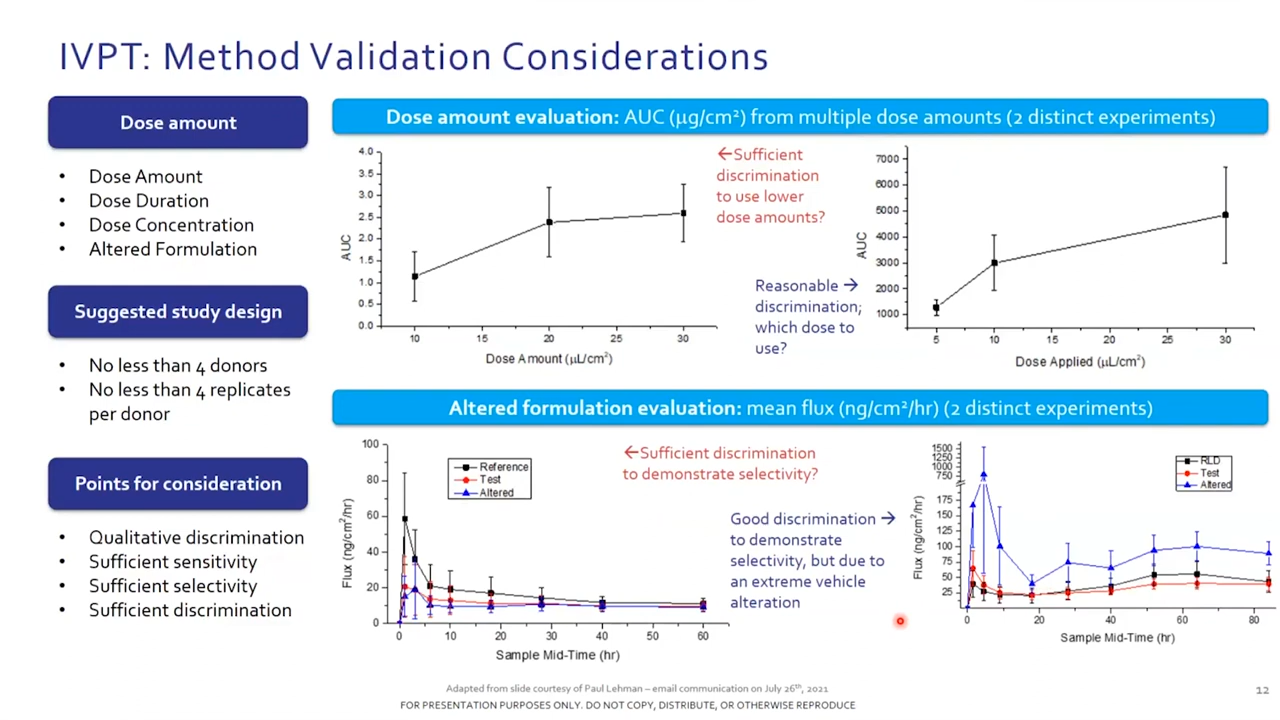 IVPT: Method Validation Considerations
Dose amount
• Dose Amount
• Dose Duration
• Dose Concentration
• Altered Formulation
Suggested study design
• No less than 4 donors
• No less than 4 replicates
per donor
Points for consideration
• Qualitative discrimination
• Sufficient sensitivity
• Sufficient selectivity
• Sufficient discrimination
Dose amount evaluation: AUC (µg/cm²) from multiple dose amounts (2 distinct experiments)
4.0
3.5
3.0
2.5
2.0
1.5
1.0
0.5
0.0
AUC
10 15 20 25 30
Dose Amount (µL/cm²)
←Sufficient
discrimination
to use lower
dose amounts?
Reasonable →
discrimination;
which dose to
use?
7000
6000
5000
4000
3000
2000
1000
AUC
5 10 15 20 25 30
Dose Applied (µL/cm²)
Altered formulation evaluation: mean flux (ng/cm²/hr) (2 distinct experiments)
100
80
60
40
20
0
Flux (ng/cm²/hr)
Reference
Test
Altered
0 10 20 30 40 50 60
Sample Mid-Time (hr)
←Sufficient discrimination
to demonstrate selectivity?
Good discrimination →
to demonstrate
selectivity, but due to
an extreme vehicle
alteration
1500
1250
1000
750
175
150
125
100
75
50
25
Flux (ng/cm²/hr)
RLD
Test
Altered
0 20 40 60 80
Sample Mid-Time (hr)
Adapted from slide courtesy of Paul Lehman – email communication on July 26th, 2021
12
FOR PRESENTATION PURPOSES ONLY. DO NOT COPY, DISTRIBUTE, OR OTHERWISE REPRODUCE